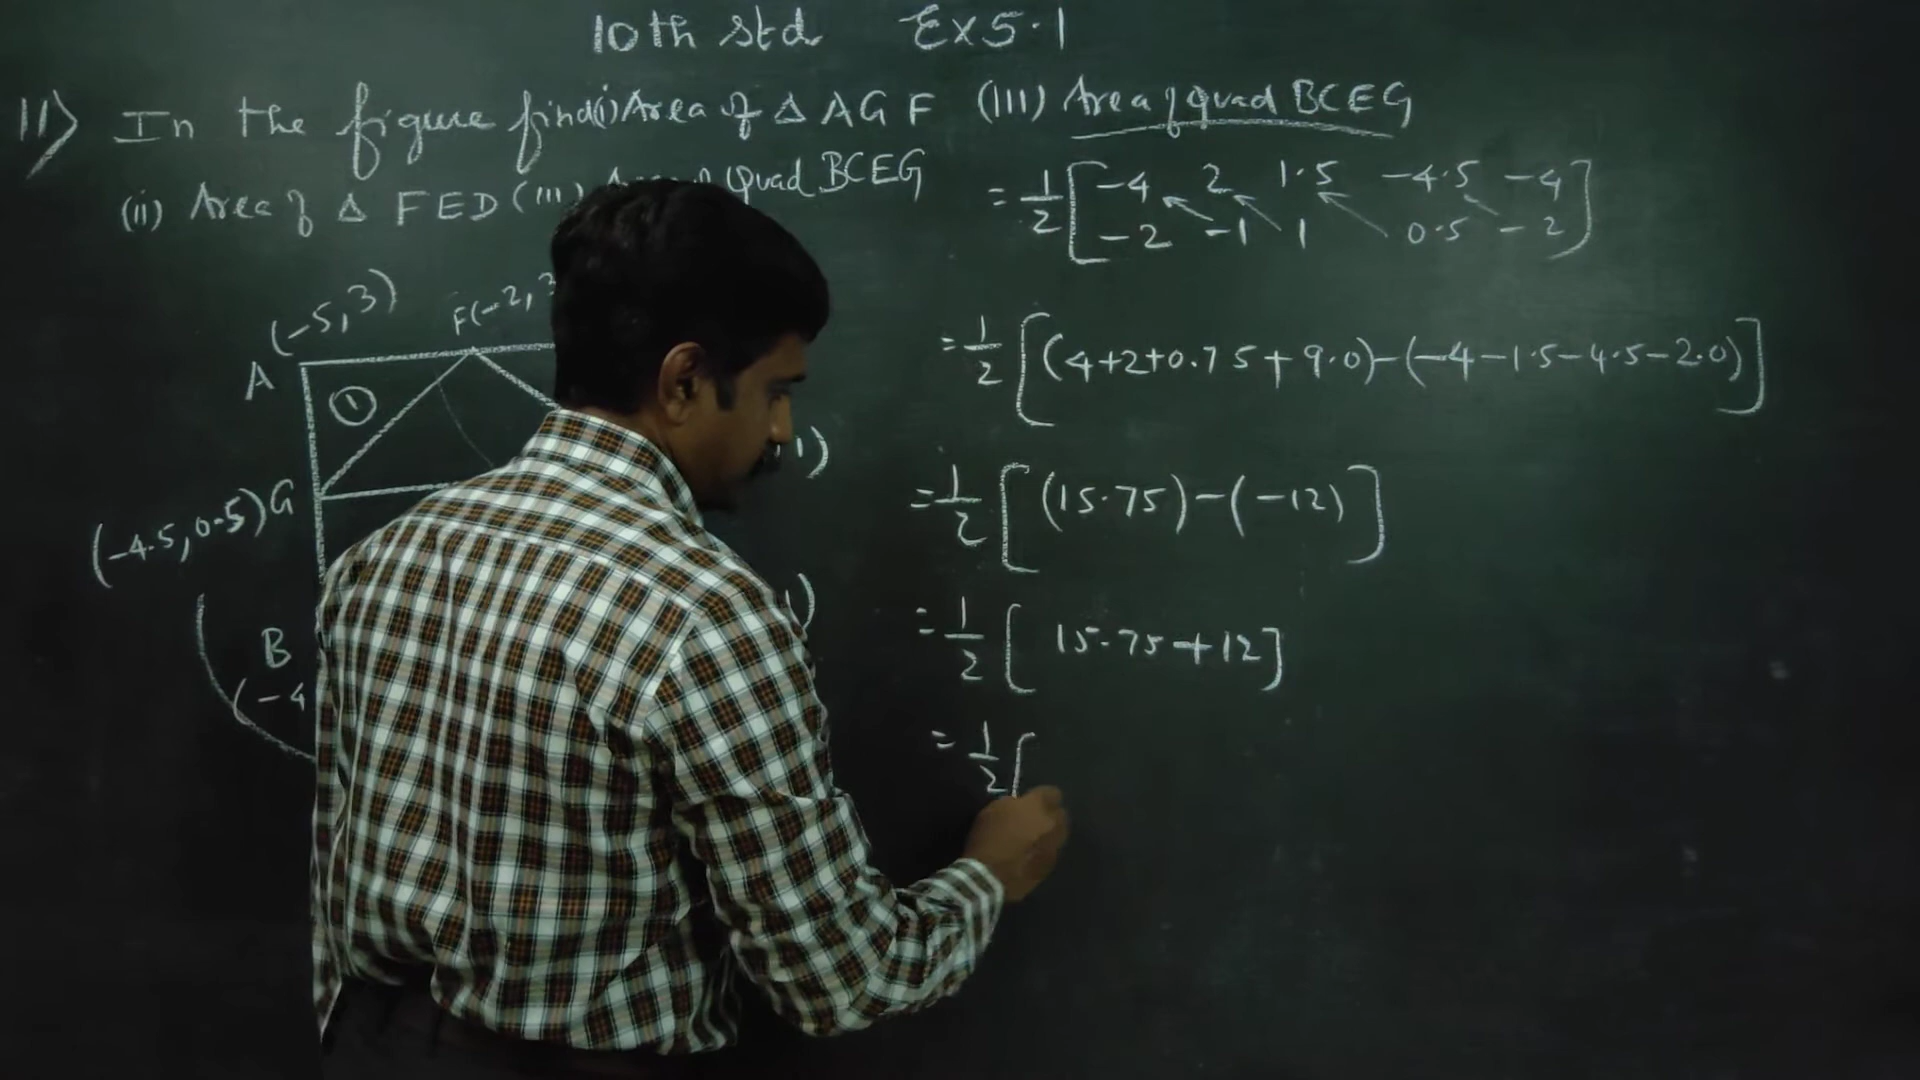 10th std Ex 5.1
11) In the figure find (i) Area of Δ AGF
(ii) Area of Δ FED (III) Quad BCEG
(-5,3)
F(-2,
A
①
1)
G
(-4.5,0.5)
)
B
(-4
(III) Area of Quad BCEG
= 1/2 [ -4 2 1.5 -4.5 -4
-2 -1 1 0.5 -2 ]
= 1/2 [ (4+2+0.75+9.0)-(-4-1.5-4.5-2.0) ]
= 1/2 [ (15.75)-(-12) ]
= 1/2 [ 15.75+12 ]
= 1/2 [